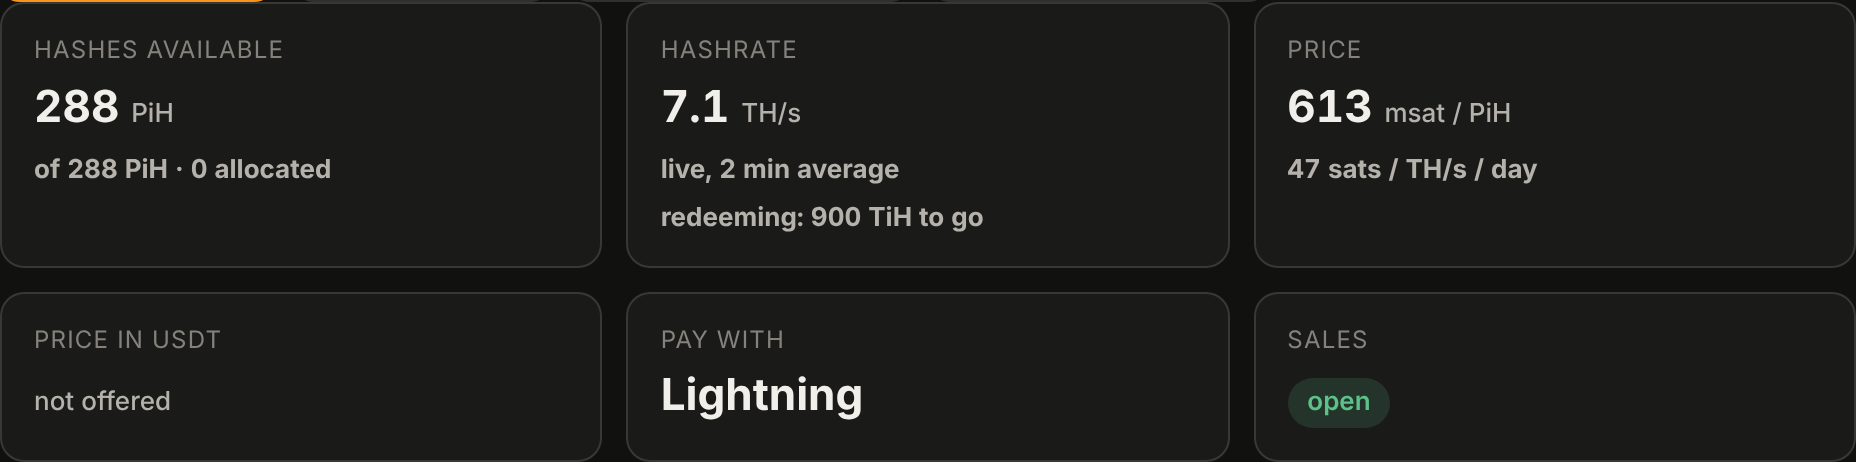 HASHES AVAILABLE
288 PiH
of 288 PiH · 0 allocated
HASHRATE
7.1 TH/s
live, 2 min average
redeeming: 900 TiH to go
PRICE
613 msat / PiH
47 sats / TH/s / day
PRICE IN USDT
not offered
PAY WITH
Lightning
SALES
open